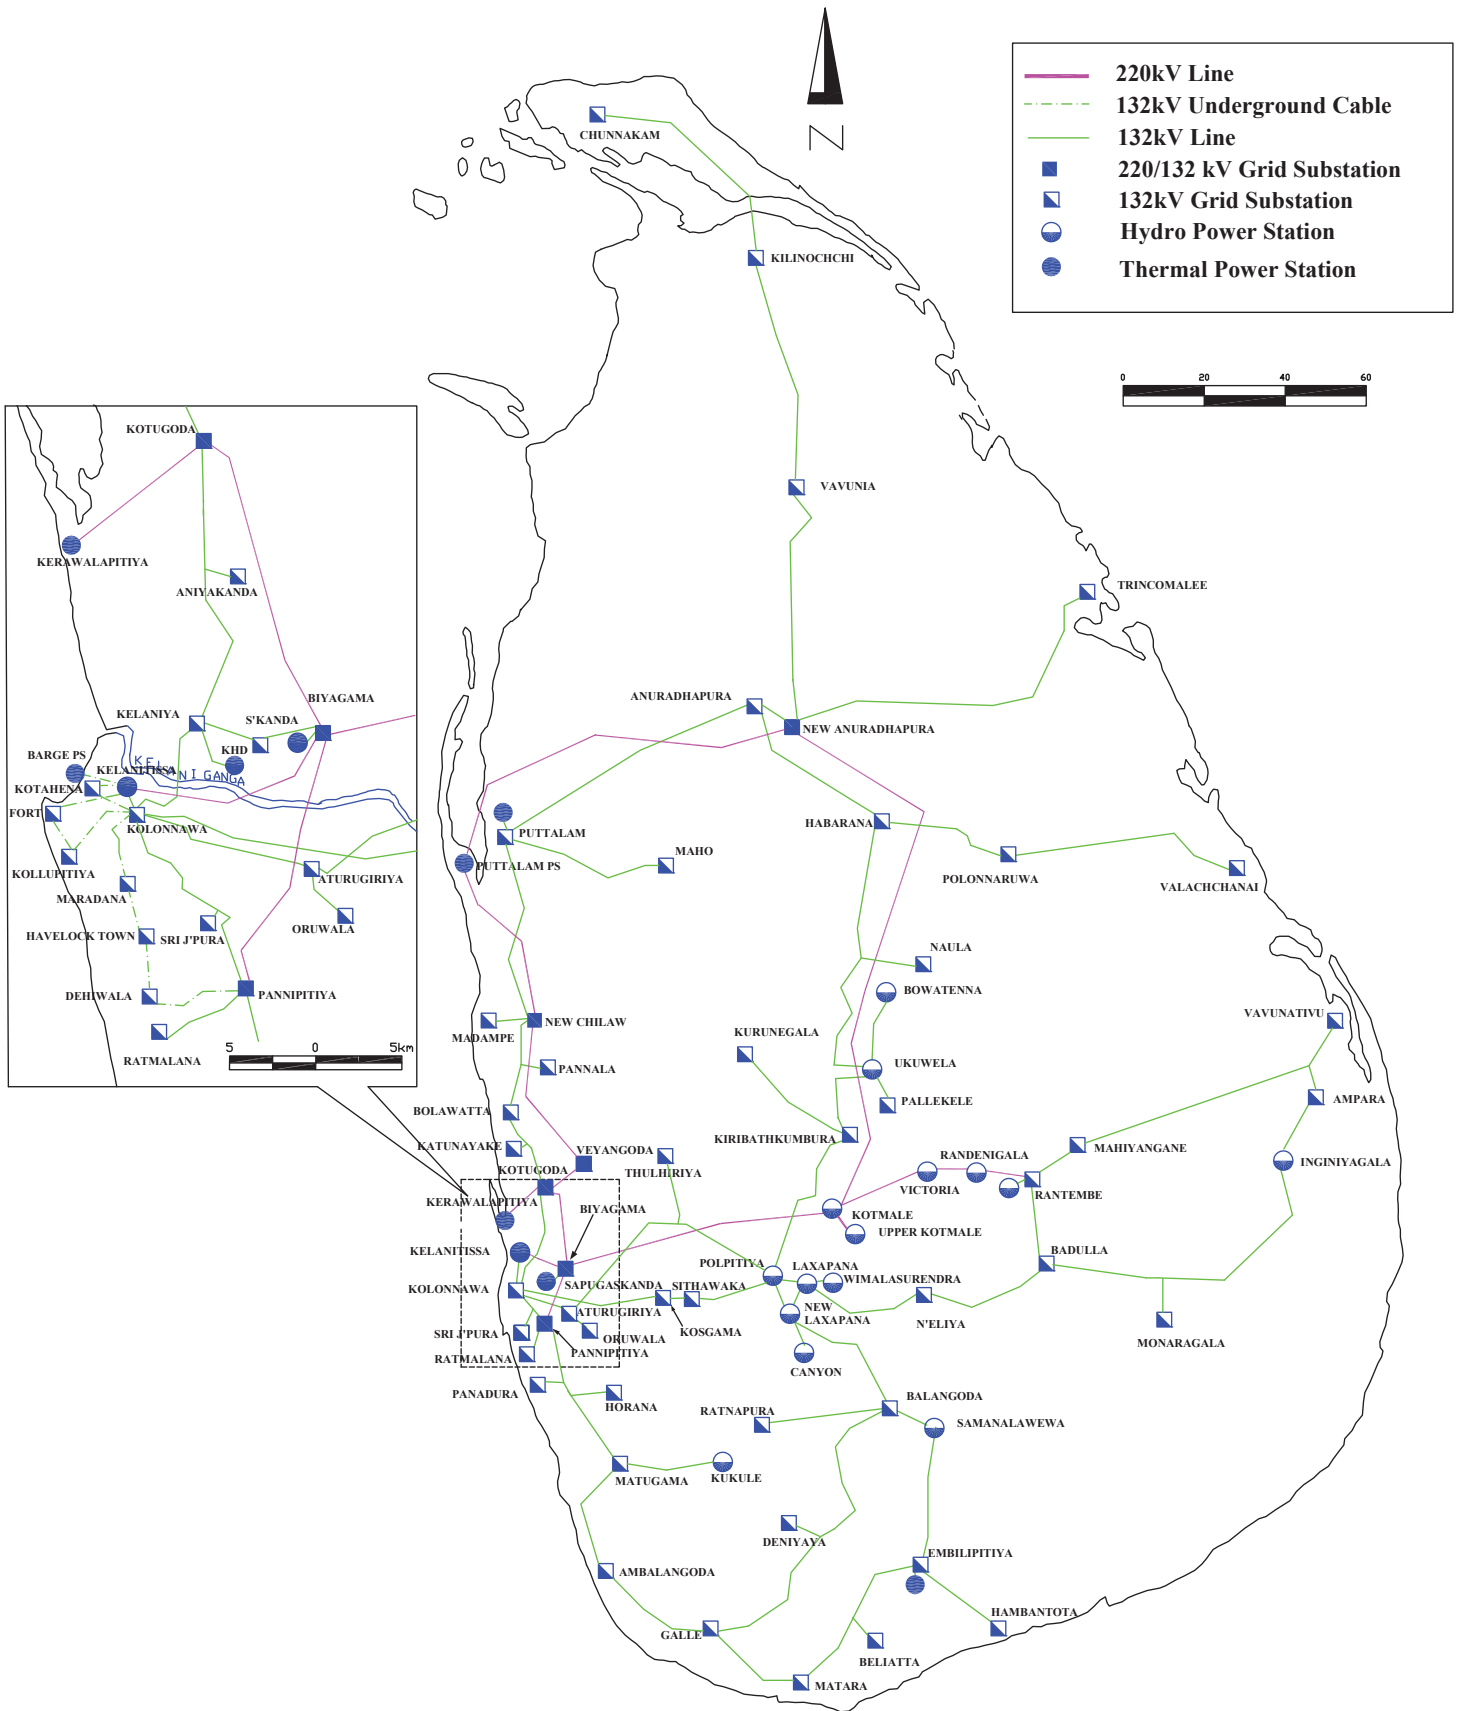 220kV Line
132kV Underground Cable
132kV Line
220/132 kV Grid Substation
132kV Grid Substation
Hydro Power Station
Thermal Power Station
N
0 20 40 60
CHUNNAKAM
KILINOCHCHI
VAVUNIA
TRINCOMALEE
ANURADHAPURA
NEW ANURADHAPURA
HABARANA
PUTTALAM
PUTTALAM PS
MAHO
POLONNARUWA
VALACHCHANAI
NAULA
BOWATENNA
VAVUNATIVU
NEW CHILAW
MADAMPE
KURUNEGALA
PANNALA
UKUWELA
PALLEKELE
AMPARA
BOLAWATTA
KATUNAYAKE
VEYANGODA
KIRIBATHKUMBURA
MAHIYANGANE
KOTUGODA
THULHIRIYA
RANDENIGALA
INGINIYAGALA
VICTORIA
RANTEMBE
KERAWALAPITIYA
BIYAGAMA
KOTMALE
UPPER KOTMALE
KELANITISSA
POLPITIYA
LAXAPANA
BADULLA
KOLONNAWA
SAPUGASKANDA
SITHAWAKA
WIMALASURENDRA
ATURUGIRIYA
NEW
LAXAPANA
N'ELIYA
SRI J'PURA
ORUWALA
KOSGAMA
MONARAGALA
RATMALANA
PANNIPITIYA
CANYON
PANADURA
HORANA
BALANGODA
RATNAPURA
SAMANALAWEWA
MATUGAMA
KUKULE
DENIYAYA
EMBILIPITIYA
AMBALANGODA
HAMBANTOTA
GALLE
BELIATTA
MATARA
KOTUGODA
KERAWALAPITIYA
ANIYAKANDA
BIYAGAMA
KELANIYA
S'KANDA
KHD
BARGE PS
KELANITISSA
KELANI GANGA
KOTAHENA
FORT
KOLONNAWA
KOLLUPITIYA
ATURUGIRIYA
MARADANA
ORUWALA
HAVELOCK TOWN
SRI J'PURA
DEHIWALA
PANNIPITIYA
RATMALANA
5 0 5km